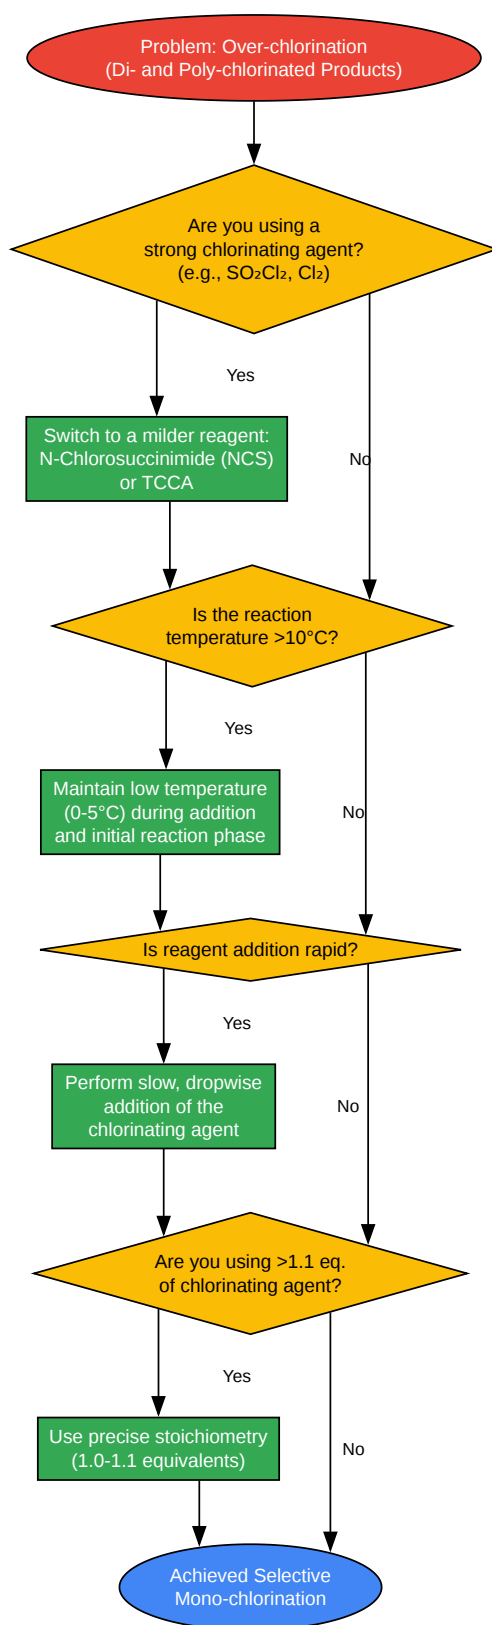 Problem: Over-chlorination
(Di- and Poly-chlorinated Products)
Are you using a
strong chlorinating agent?
(e.g., SO₂Cl₂, Cl₂)
Yes
Switch to a milder reagent:
N-Chlorosuccinimide (NCS)
or TCCA
No
Is the reaction
temperature >10°C?
Yes
Maintain low temperature
(0-5°C) during addition
and initial reaction phase
No
Is reagent addition rapid?
Yes
Perform slow, dropwise
addition of the
chlorinating agent
No
Are you using >1.1 eq.
of chlorinating agent?
Yes
Use precise stoichiometry
(1.0-1.1 equivalents)
No
Achieved Selective
Mono-chlorination